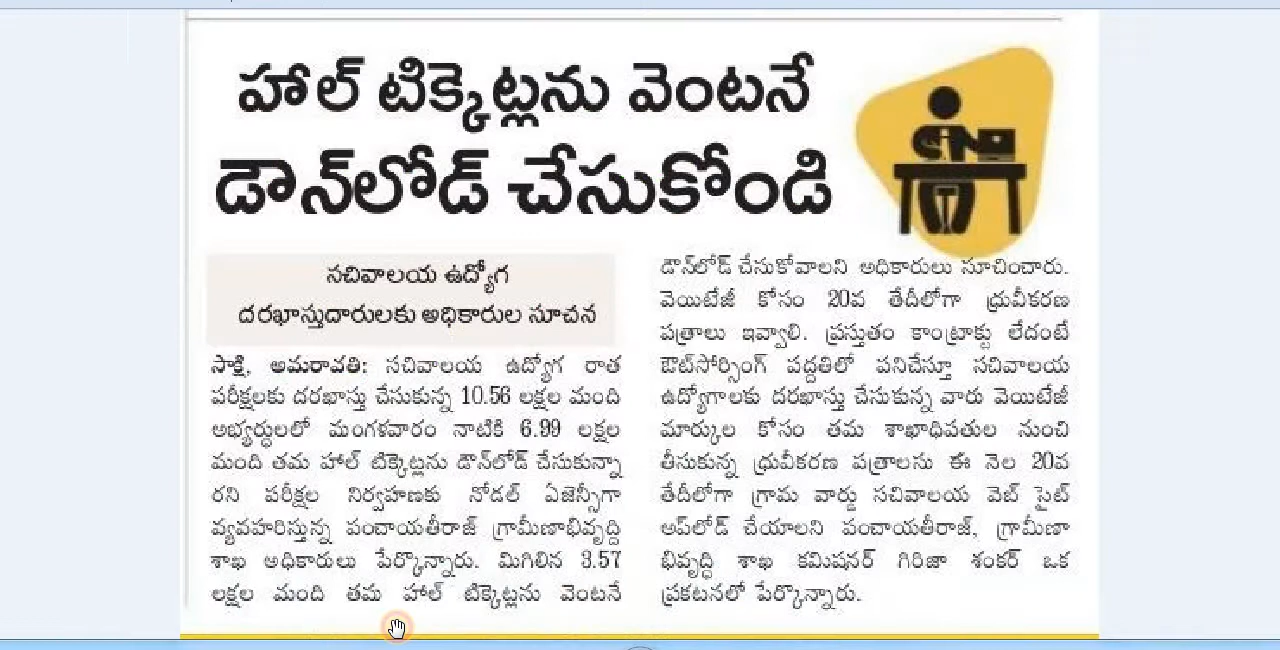 హాల్ టిక్కెట్లను వెంటనే
డౌన్‌లోడ్ చేసుకోండి
సచివాలయ ఉద్యోగ
దరఖాస్తుదారులకు అధికారుల సూచన
సాక్షి, అమరావతి: సచివాలయ ఉద్యోగ రాత
పరీక్షలకు దరఖాస్తు చేసుకున్న 10.56 లక్షల మంది
అభ్యర్థులలో మంగళవారం నాటికి 6.99 లక్షల
మంది తమ హాల్ టిక్కెట్లను డౌన్‌లోడ్ చేసుకున్నా
రని పరీక్షల నిర్వహణకు నోడల్ ఏజెన్సీగా
వ్యవహరిస్తున్న పంచాయతీరాజ్ గ్రామీణాభివృద్ది
శాఖ అధికారులు పేర్కొన్నారు. మిగిలిన 3.57
లక్షల మంది తమ హాల్ టిక్కెట్లను వెంటనే
డౌన్‌లోడ్ చేసుకోవాలని అధికారులు సూచించారు.
వెయిటేజీ కోసం 20వ తేదీలోగా ధ్రువీకరణ
పత్రాలు ఇవ్వాలి. ప్రస్తుతం కాంట్రాక్టు లేదంటే
ఔట్‌సోర్సింగ్ పద్దతిలో పనిచేస్తూ సచివాలయ
ఉద్యోగాలకు దరఖాస్తు చేసుకున్న వారు వెయిటేజీ
మార్కుల కోసం తమ శాఖాధిపతుల నుంచి
తీసుకున్న ధ్రువీకరణ పత్రాలను ఈ నెల 20వ
తేదీలోగా గ్రామ వార్డు సచివాలయ వెబ్ సైట్
అప్‌లోడ్ చేయాలని పంచాయతీరాజ్, గ్రామీణా
భివృద్ది శాఖ కమిషనర్ గిరిజా శంకర్ ఒక
ప్రకటనలో పేర్కొన్నారు.